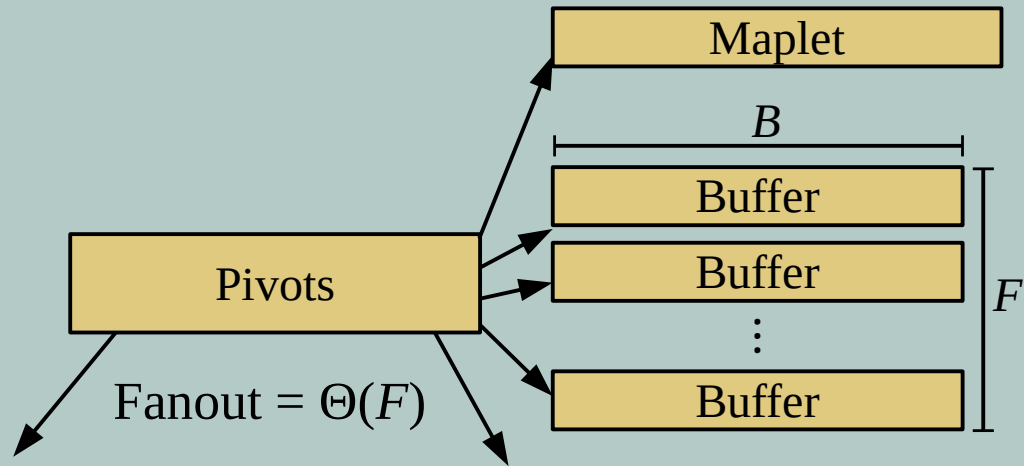 Maplet
B
Buffer
Pivots
Buffer
F
⋮
Buffer
Fanout = Θ(F)